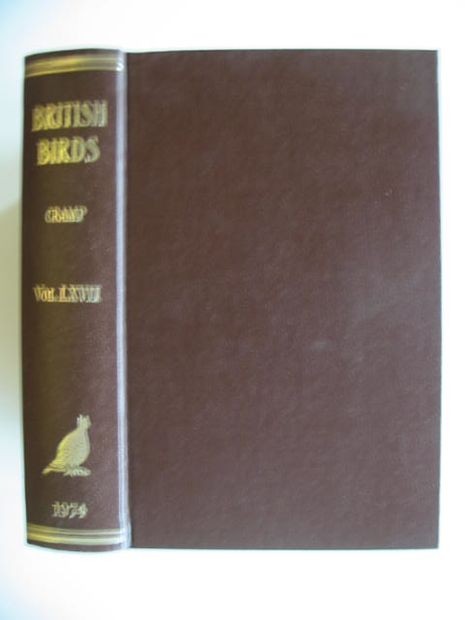 BRITISH
BIRDS
CRAMP
VOL. LXVII
1974